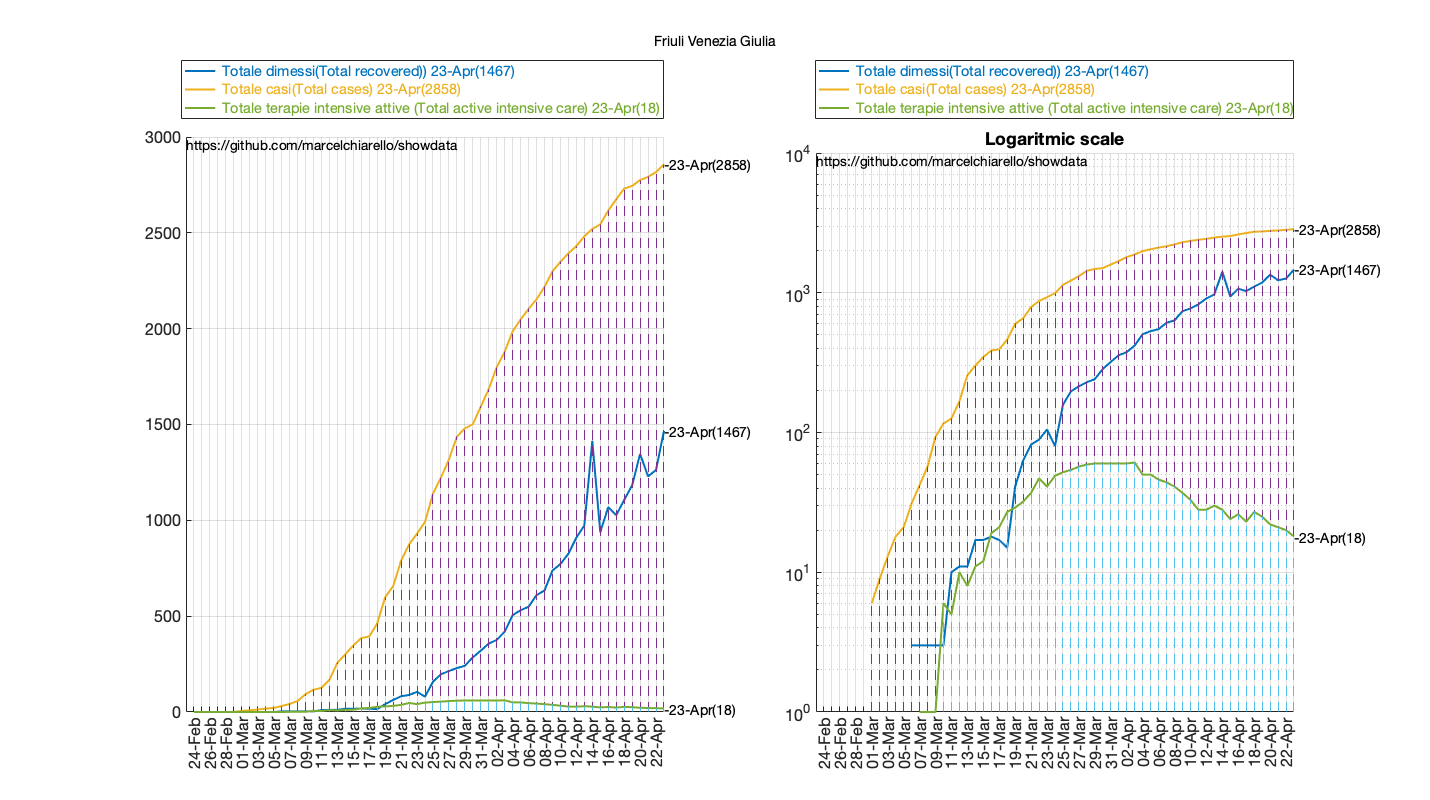 Friuli Venezia Giulia
Totale dimessi(Total recovered)) 23-Apr(1467)
Totale casi(Total cases) 23-Apr(2858)
Totale terapie intensive attive (Total active intensive care) 23-Apr(18)
https://github.com/marcelchiarello/showdata
3000
2500
2000
1500
1000
500
0
-23-Apr(2858)
-23-Apr(1467)
-23-Apr(18)
24-Feb
26-Feb
28-Feb
01-Mar
03-Mar
05-Mar
07-Mar
09-Mar
11-Mar
13-Mar
15-Mar
17-Mar
19-Mar
21-Mar
23-Mar
25-Mar
27-Mar
29-Mar
31-Mar
02-Apr
04-Apr
06-Apr
08-Apr
10-Apr
12-Apr
14-Apr
16-Apr
18-Apr
20-Apr
22-Apr
Totale dimessi(Total recovered)) 23-Apr(1467)
Totale casi(Total cases) 23-Apr(2858)
Totale terapie intensive attive (Total active intensive care) 23-Apr(18)
Logaritmic scale
https://github.com/marcelchiarello/showdata
10^4
10^3
10^2
10^1
10^0
-23-Apr(2858)
-23-Apr(1467)
-23-Apr(18)
24-Feb
26-Feb
28-Feb
01-Mar
03-Mar
05-Mar
07-Mar
09-Mar
11-Mar
13-Mar
15-Mar
17-Mar
19-Mar
21-Mar
23-Mar
25-Mar
27-Mar
29-Mar
31-Mar
02-Apr
04-Apr
06-Apr
08-Apr
10-Apr
12-Apr
14-Apr
16-Apr
18-Apr
20-Apr
22-Apr